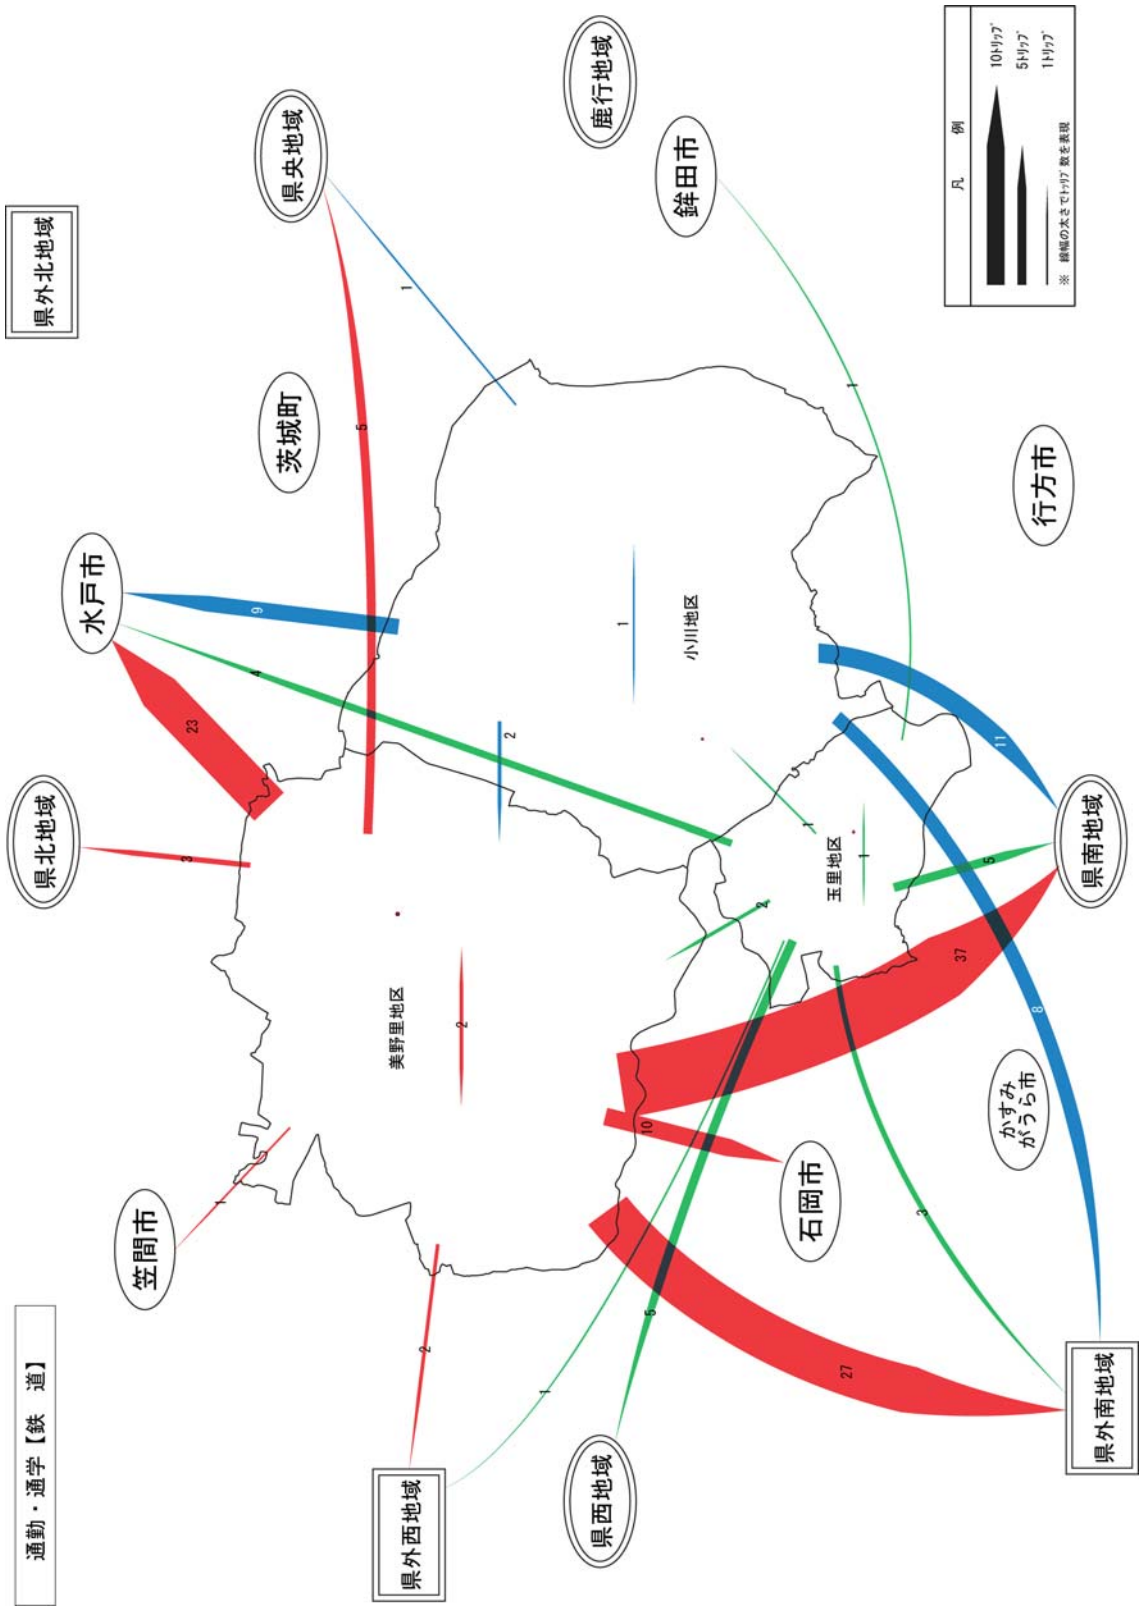 通勤・通学【鉄　道】
県外北地域
県央地域
鹿行地域
鉾田市
茨城町
行方市
水戸市
県北地域
笠間市
県外西地域
県西地域
県外南地域
石岡市
かすみ
がうら市
県南地域
美野里地区
小川地区
玉里地区
凡　例
10トリップ
5トリップ
1トリップ
※　線幅の太さでトリップ数を表現
1
5
9
4
23
3
1
2
1
5
27
10
37
3
8
5
11
1
1
2
1
2
1
2